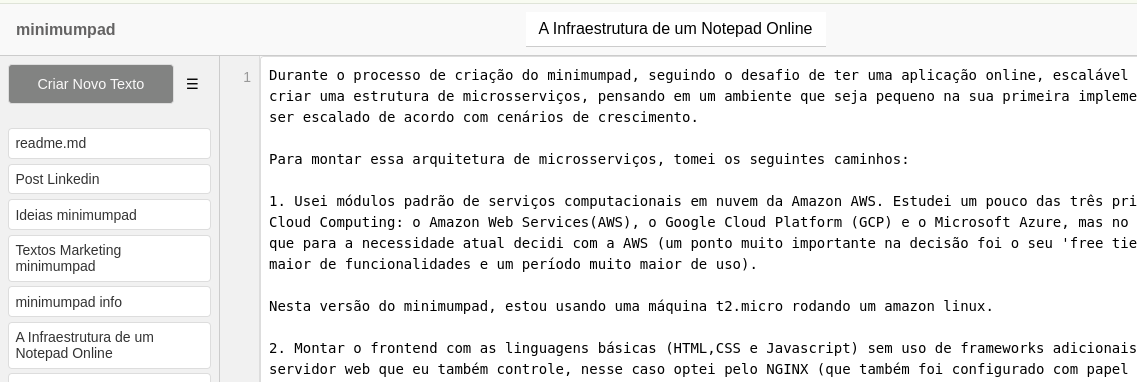 minimumpad
A Infraestrutura de um Notepad Online
Criar Novo Texto
☰
readme.md
Post Linkedin
Ideias minimumpad
Textos Marketing
minimumpad
minimumpad info
A Infraestrutura de um
Notepad Online
1
Durante o processo de criação do minimumpad, seguindo o desafio de ter uma aplicação online, escalável
criar uma estrutura de microsserviços, pensando em um ambiente que seja pequeno na sua primeira impleme
ser escalado de acordo com cenários de crescimento.
Para montar essa arquitetura de microsserviços, tomei os seguintes caminhos:
1. Usei módulos padrão de serviços computacionais em nuvem da Amazon AWS. Estudei um pouco das três pri
Cloud Computing: o Amazon Web Services(AWS), o Google Cloud Platform (GCP) e o Microsoft Azure, mas no
que para a necessidade atual decidi com a AWS (um ponto muito importante na decisão foi o seu 'free tie
maior de funcionalidades e um período muito maior de uso).
Nesta versão do minimumpad, estou usando uma máquina t2.micro rodando um amazon linux.
2. Montar o frontend com as linguagens básicas (HTML,CSS e Javascript) sem uso de frameworks adicionais
servidor web que eu também controle, nesse caso optei pelo NGINX (que também foi configurado com papel